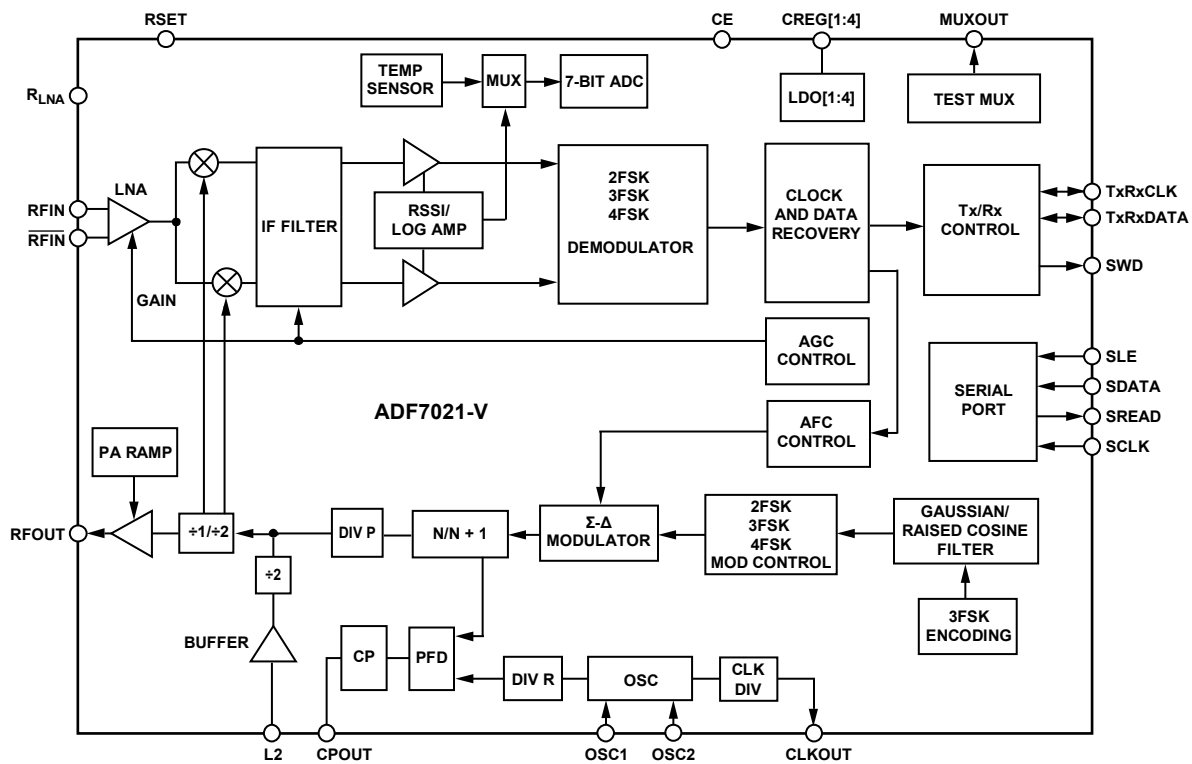 RSET
CE
CREG[1:4]
MUXOUT
TEMP
SENSOR
MUX
7-BIT ADC
LDO[1:4]
TEST MUX
RLNA
LNA
RFIN
RFIN
GAIN
IF FILTER
RSSI/
LOG AMP
2FSK
3FSK
4FSK
DEMODULATOR
CLOCK
AND DATA
RECOVERY
Tx/Rx
CONTROL
TxRxCLK
TxRxDATA
SWD
AGC
CONTROL
SERIAL
PORT
SLE
SDATA
SREAD
SCLK
ADF7021-V
AFC
CONTROL
PA RAMP
RFOUT
÷1/÷2
DIV P
N/N + 1
Σ-Δ
MODULATOR
2FSK
3FSK
4FSK
MOD CONTROL
GAUSSIAN/
RAISED COSINE
FILTER
÷2
3FSK
ENCODING
BUFFER
CP
PFD
DIV R
OSC
CLK
DIV
L2
CPOUT
OSC1
OSC2
CLKOUT